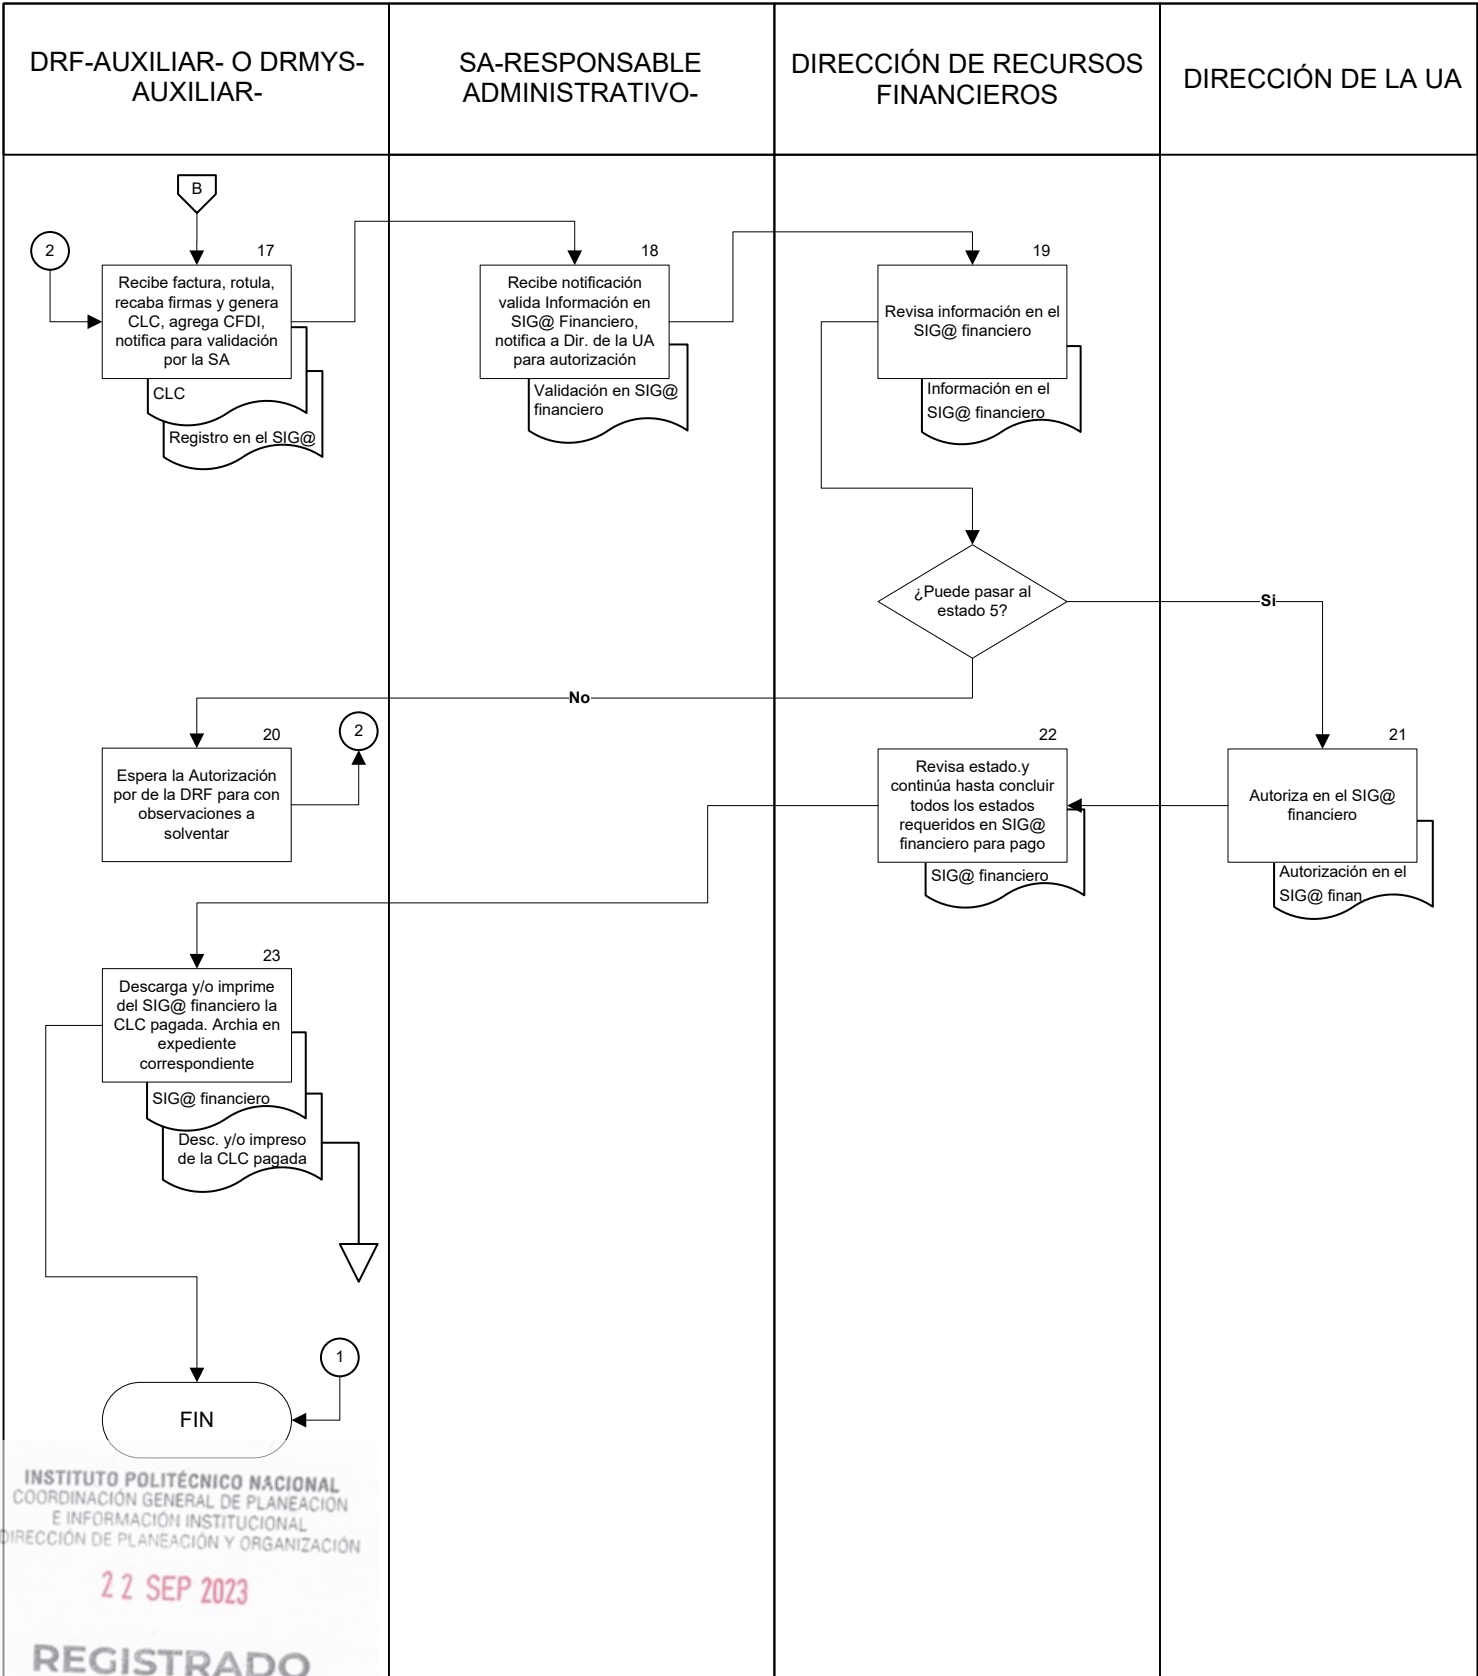 DRF-AUXILIAR- O DRMYS-
AUXILIAR-
SA-RESPONSABLE
ADMINISTRATIVO-
DIRECCIÓN DE RECURSOS
FINANCIEROS
DIRECCIÓN DE LA UA
B
2
17
Recibe factura, rotula,
recaba firmas y genera
CLC, agrega CFDI,
notifica para validación
por la SA
CLC
Registro en el SIG@
18
Recibe notificación
valida Información en
SIG@ Financiero,
notifica a Dir. de la UA
para autorización
Validación en SIG@
financiero
19
Revisa información en el
SIG@ financiero
Información en el
SIG@ financiero
¿Puede pasar al
estado 5?
Si
No
20
Espera la Autorización
por de la DRF para con
observaciones a
solventar
2
22
Revisa estado.y
continúa hasta concluir
todos los estados
requeridos en SIG@
financiero para pago
SIG@ financiero
21
Autoriza en el SIG@
financiero
Autorización en el
SIG@ finan
23
Descarga y/o imprime
del SIG@ financiero la
CLC pagada. Archia en
expediente
correspondiente
SIG@ financiero
Desc. y/o impreso
de la CLC pagada
1
FIN
INSTITUTO POLITÉCNICO NACIONAL
COORDINACIÓN GENERAL DE PLANEACIÓN
E INFORMACIÓN INSTITUCIONAL
DIRECCIÓN DE PLANEACIÓN Y ORGANIZACIÓN
22 SEP 2023
REGISTRADO